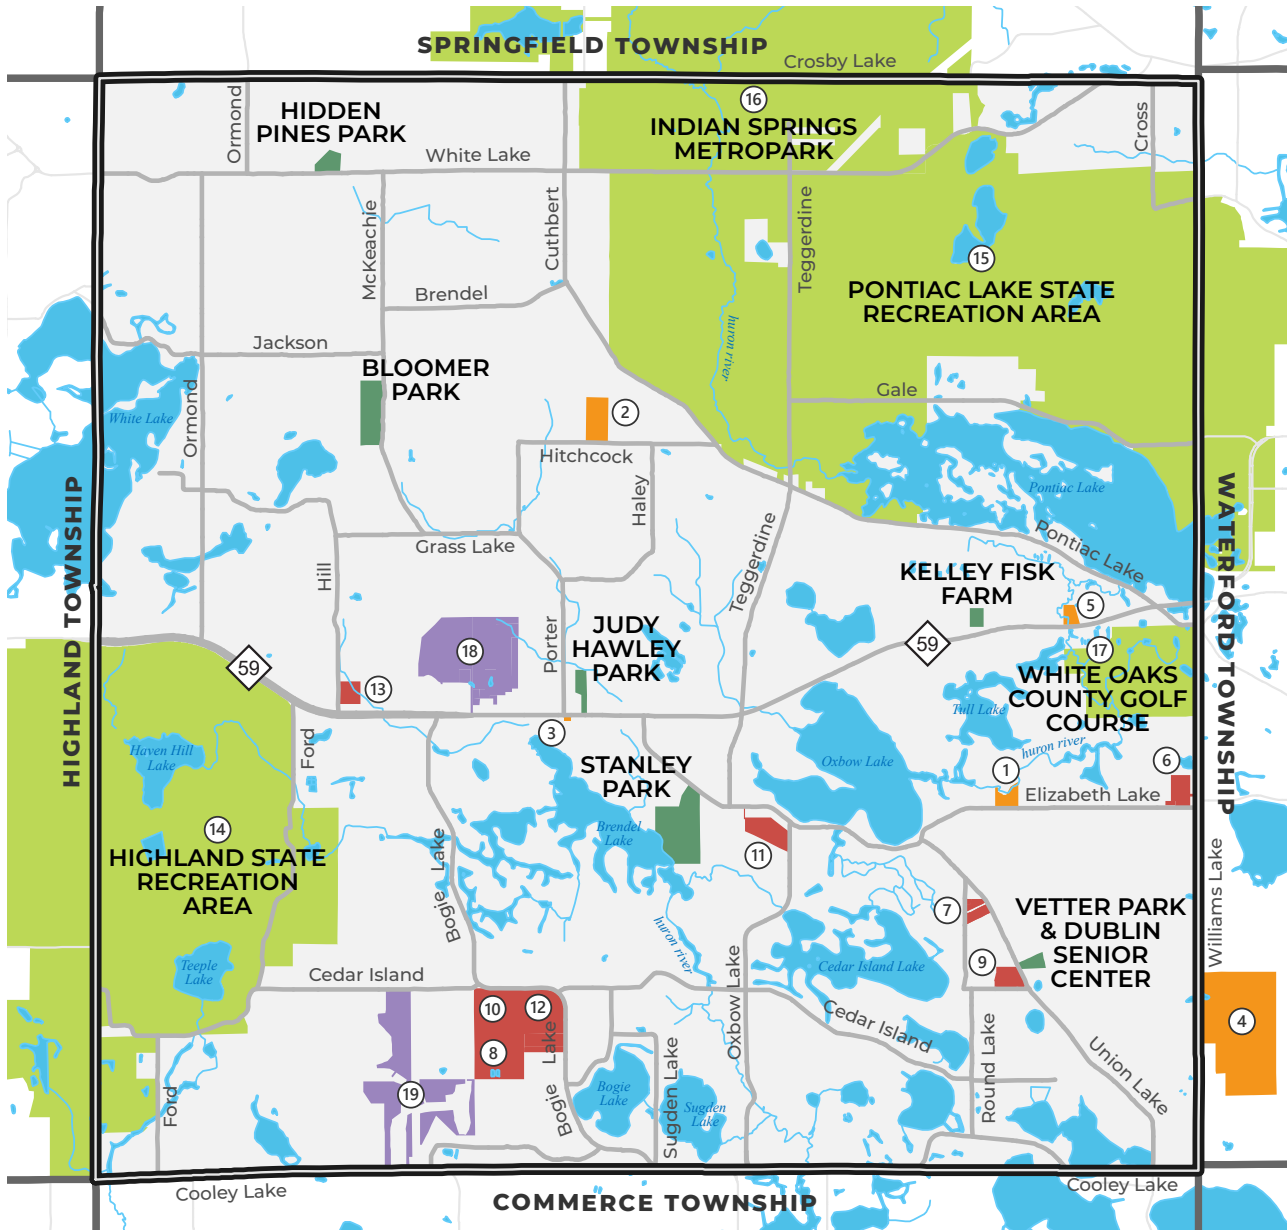 SPRINGFIELD TOWNSHIP
Crosby Lake
16
INDIAN SPRINGS
METROPARK
HIDDEN
PINES PARK
Ormond
White Lake
Cross
McKeachie
Cuthbert
Teggerdine
Brendel
15
PONTIAC LAKE STATE
RECREATION AREA
huron river
Jackson
BLOOMER
PARK
Gale
Ormond
White Lake
2
Hitchcock
Haley
Pontiac Lake
Pontiac Lake
Grass Lake
Teggerdine
Hill
HIGHLAND TOWNSHIP
WATERFORD TOWNSHIP
KELLEY FISK
FARM
5
59
17
WHITE OAKS
COUNTY GOLF
COURSE
JUDY
HAWLEY
PARK
Porter
18
59
13
Tull Lake
huron river
3
Ford
Haven Hill
Lake
STANLEY
PARK
Oxbow Lake
1
6
Elizabeth Lake
14
HIGHLAND STATE
RECREATION
AREA
Brendel
Lake
Bogie Lake
11
Williams Lake
7
VETTER PARK
& DUBLIN
SENIOR
CENTER
huron river
Teeple
Lake
Cedar Island
Oxbow Lake
Cedar Island Lake
9
10
12
8
Bogie Lake
Cedar Island
4
Round Lake
Union Lake
19
Ford
Bogie
Lake
Sugden Lake
Sugden
Lake
Cooley Lake
COMMERCE TOWNSHIP
Cooley Lake